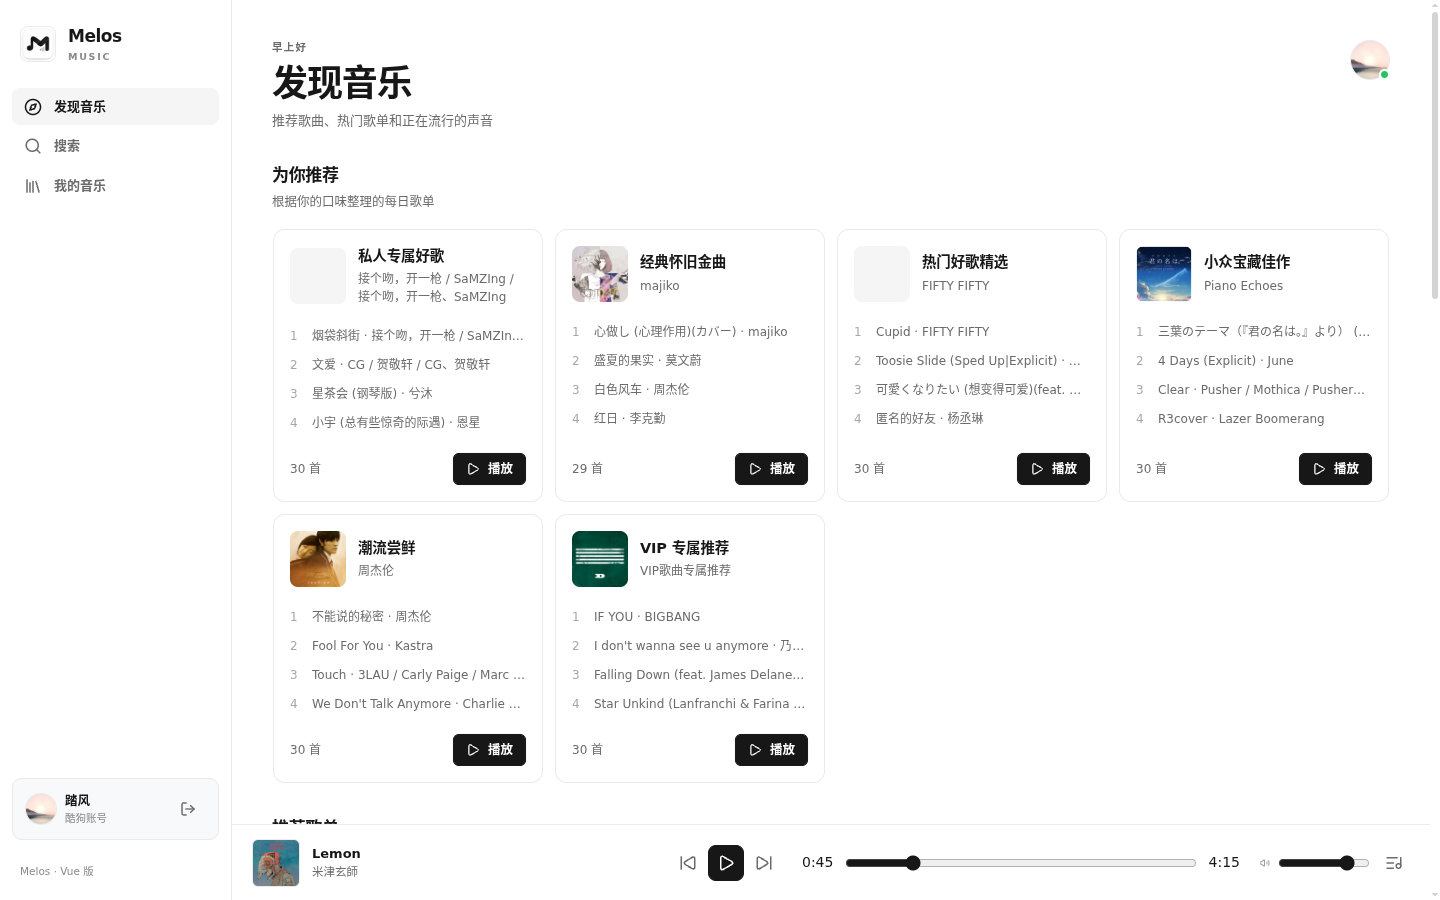 Melos
MUSIC
发现音乐
搜索
我的音乐
踏风
酷狗账号
Melos · Vue 版
早上好
发现音乐
推荐歌曲、热门歌单和正在流行的声音
为你推荐
根据你的口味整理的每日歌单
私人专属好歌
接个吻，开一枪 / SaMZIng /
接个吻，开一枪、SaMZIng
1 烟袋斜街 · 接个吻，开一枪 / SaMZIn...
2 文爱 · CG / 贺敬轩 / CG、贺敬轩
3 星茶会 (钢琴版) · 兮沐
4 小宇 (总有些惊奇的际遇) · 恩星
30 首
播放
经典怀旧金曲
majiko
1 心做し (心理作用)(カバー) · majiko
2 盛夏的果实 · 莫文蔚
3 白色风车 · 周杰伦
4 红日 · 李克勤
29 首
播放
热门好歌精选
FIFTY FIFTY
1 Cupid · FIFTY FIFTY
2 Toosie Slide (Sped Up|Explicit) · ...
3 可愛くなりたい (想变得可爱)(feat. ...
4 匿名的好友 · 杨丞琳
30 首
播放
君の名は。
小众宝藏佳作
Piano Echoes
1 三葉のテーマ（『君の名は。』より） (...
2 4 Days (Explicit) · June
3 Clear · Pusher / Mothica / Pusher...
4 R3cover · Lazer Boomerang
30 首
播放
潮流尝鲜
周杰伦
1 不能说的秘密 · 周杰伦
2 Fool For You · Kastra
3 Touch · 3LAU / Carly Paige / Marc ...
4 We Don't Talk Anymore · Charlie ...
30 首
播放
VIP 专属推荐
VIP歌曲专属推荐
1 IF YOU · BIGBANG
2 I don't wanna see u anymore · 乃...
3 Falling Down (feat. James Delane...
4 Star Unkind (Lanfranchi & Farina ...
30 首
播放
推荐歌单
Lemon
米津玄師
0:45
4:15